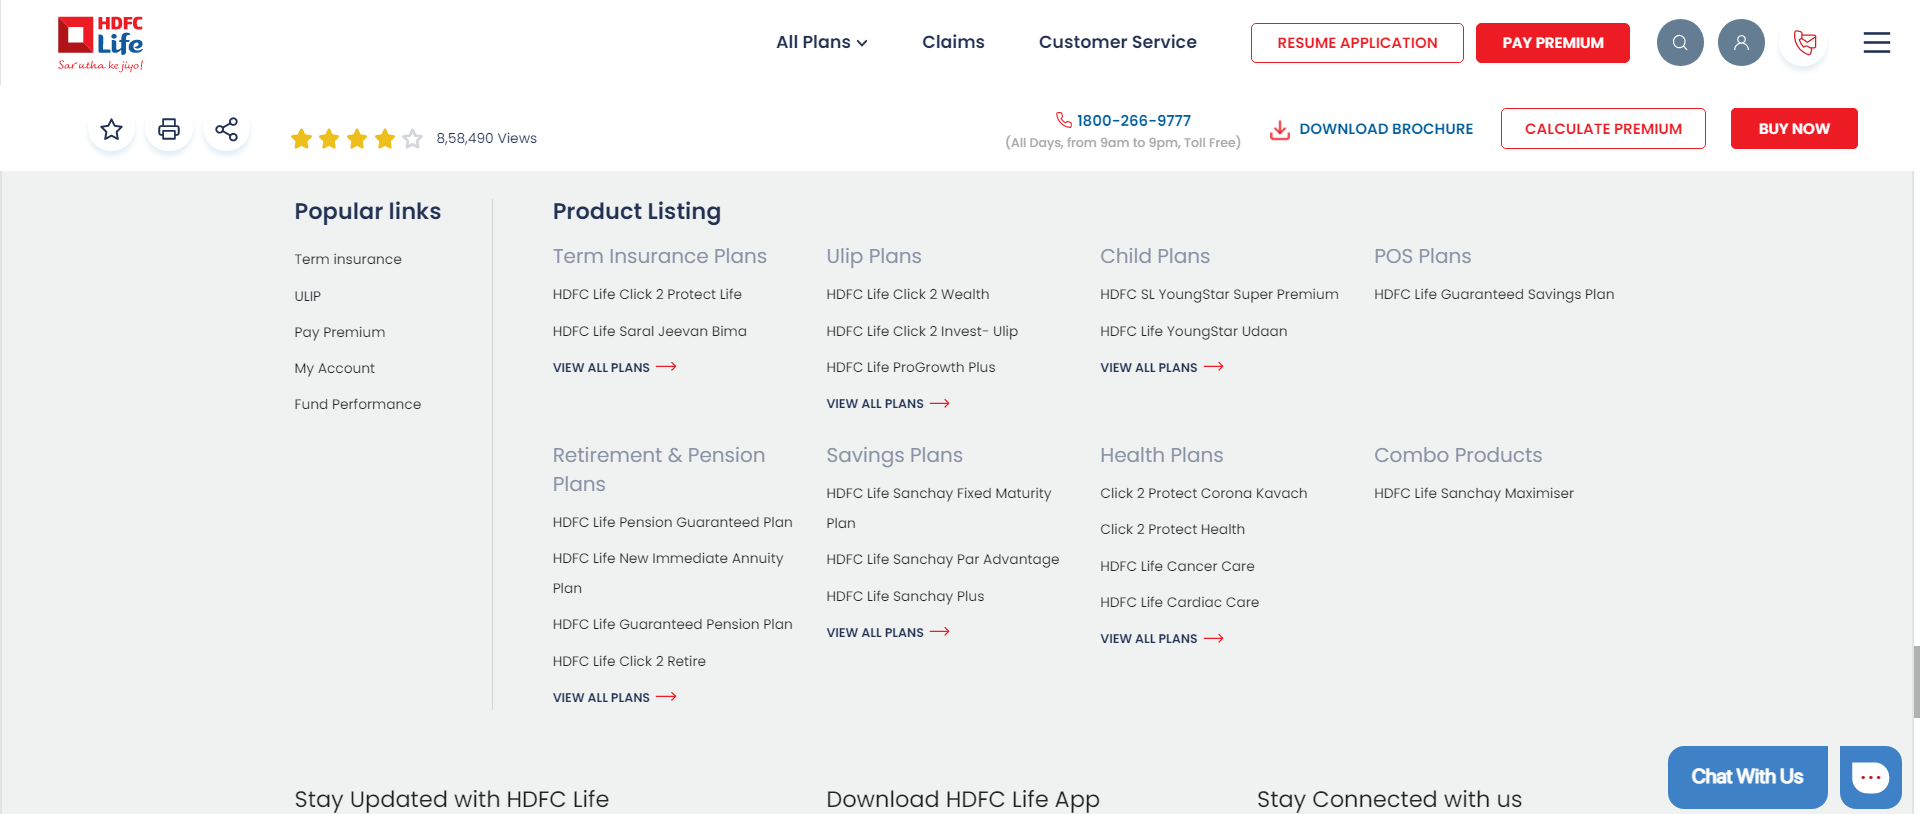 HDFC
Life
Sar utha ke jiyo!
All Plans
Claims
Customer Service
RESUME APPLICATION
PAY PREMIUM
8,58,490 Views
1800-266-9777
(All Days, from 9am to 9pm, Toll Free)
DOWNLOAD BROCHURE
CALCULATE PREMIUM
BUY NOW
Popular links
Term insurance
ULIP
Pay Premium
My Account
Fund Performance
Product Listing
Term Insurance Plans
HDFC Life Click 2 Protect Life
HDFC Life Saral Jeevan Bima
VIEW ALL PLANS
Ulip Plans
HDFC Life Click 2 Wealth
HDFC Life Click 2 Invest- Ulip
HDFC Life ProGrowth Plus
VIEW ALL PLANS
Child Plans
HDFC SL YoungStar Super Premium
HDFC Life YoungStar Udaan
VIEW ALL PLANS
POS Plans
HDFC Life Guaranteed Savings Plan
Retirement & Pension
Plans
HDFC Life Pension Guaranteed Plan
HDFC Life New Immediate Annuity
Plan
HDFC Life Guaranteed Pension Plan
HDFC Life Click 2 Retire
VIEW ALL PLANS
Savings Plans
HDFC Life Sanchay Fixed Maturity
Plan
HDFC Life Sanchay Par Advantage
HDFC Life Sanchay Plus
VIEW ALL PLANS
Health Plans
Click 2 Protect Corona Kavach
Click 2 Protect Health
HDFC Life Cancer Care
HDFC Life Cardiac Care
VIEW ALL PLANS
Combo Products
HDFC Life Sanchay Maximiser
Stay Updated with HDFC Life
Download HDFC Life App
Stay Connected with us
Chat With Us